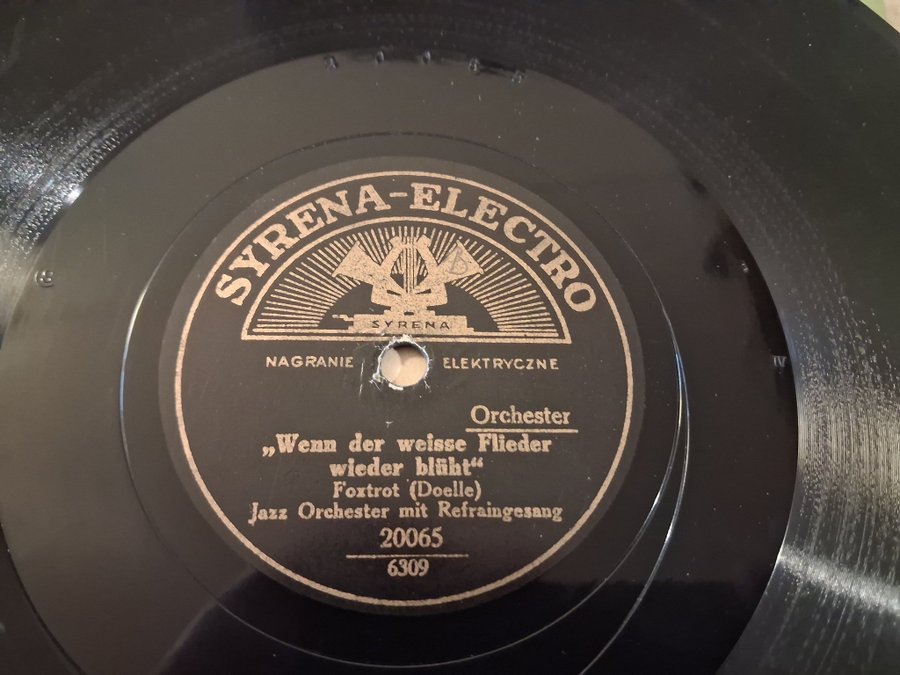 SYRENA-ELECTRO
SYRENA
NAGRANIE ELEKTRYCZNE
Orchester
„Wenn der weisse Flieder
wieder blüht“
Foxtrot (Doelle)
Jazz Orchester mit Refraingesang
20065
6309